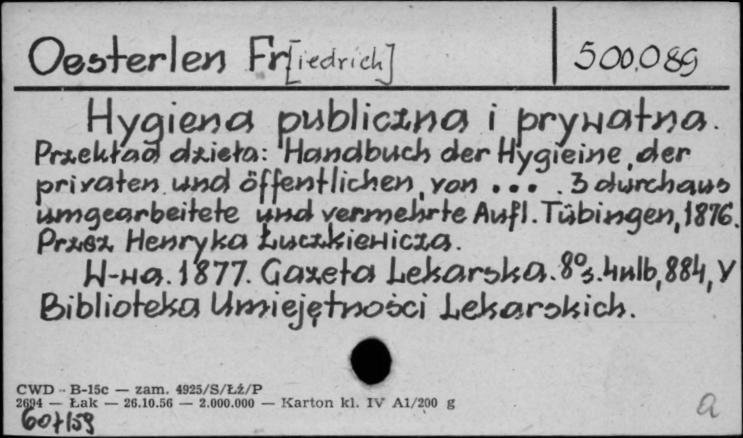 Oesterlen Fr[iedrich] 500,089
Hygiena publiczna i prywatna.
Przekład dzieła: Handbuch der Hygieine, der
privaten und öffentlichen, von ... . 3 durchaus
umgearbeitete und vermehrte Aufl. Tübingen, 1876.
Przez Henryka Łuczkiewicza.
W-wa. 1877. Gazeta Lekarska. 8° s. 4nlb, 884, V
Biblioteka Umiejętności Lekarskich.
CWD - B-15c — zam. 4925/S/Łź/P
2694 — Łak — 26.10.56 — 2.000.000 — Karton kl. IV A1/200 g
607/59
a